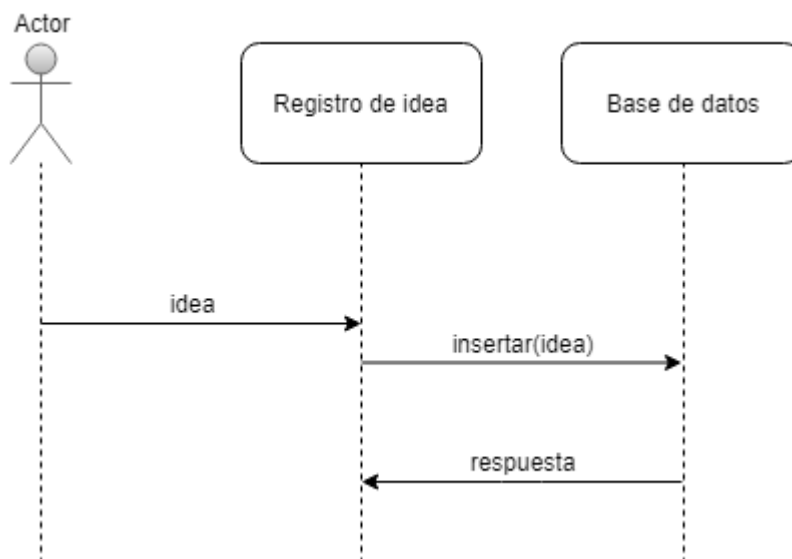 Actor
Registro de idea
Base de datos
idea
insertar(idea)
respuesta